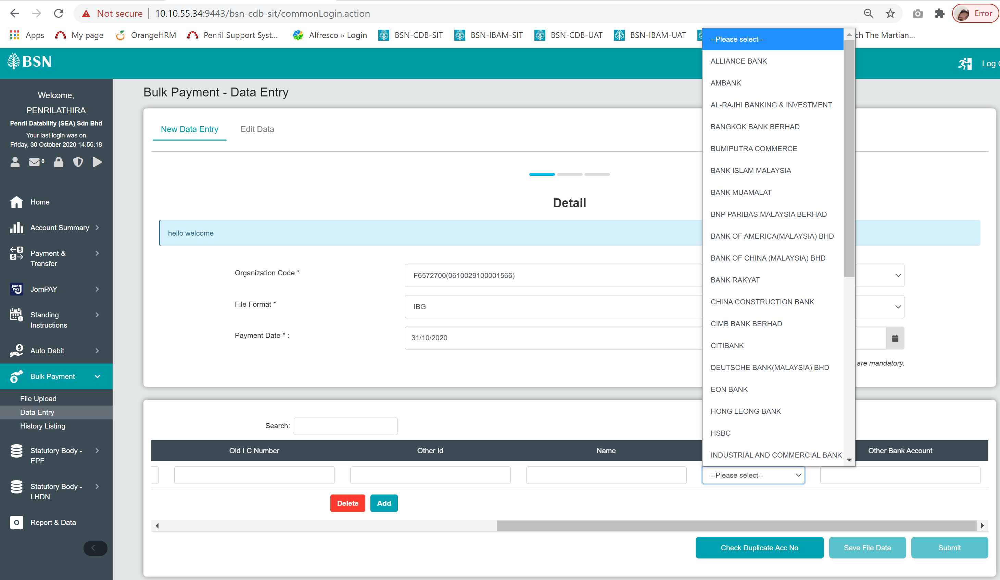 Not secure
10.10.55.34:9443/bsn-cdb-sit/commonLogin.action
Error
Apps
My page
OrangeHRM
Penril Support Syst...
Alfresco » Login
BSN-CDB-SIT
BSN-IBAM-SIT
BSN-CDB-UAT
BSN-IBAM-UAT
ch The Martian...
BSN
Log
Welcome,
PENRILATHIRA
Penril Datability (SEA) Sdn Bhd
Your last login was on
Friday, 30 October 2020 14:56:18
0
Home
Account Summary
Payment &
Transfer
Jom
PAY
JomPAY
Standing
Instructions
Auto Debit
Bulk Payment
File Upload
Data Entry
History Listing
Statutory Body -
EPF
Statutory Body -
LHDN
Report & Data
Bulk Payment - Data Entry
New Data Entry
Edit Data
Detail
hello welcome
Organization Code *
F6572700(0610029100001566)
File Format *
IBG
Payment Date * :
31/10/2020
are mandatory.
--Please select--
ALLIANCE BANK
AMBANK
AL-RAJHI BANKING & INVESTMENT
BANGKOK BANK BERHAD
BUMIPUTRA COMMERCE
BANK ISLAM MALAYSIA
BANK MUAMALAT
BNP PARIBAS MALAYSIA BERHAD
BANK OF AMERICA(MALAYSIA) BHD
BANK OF CHINA (MALAYSIA) BHD
BANK RAKYAT
CHINA CONSTRUCTION BANK
CIMB BANK BERHAD
CITIBANK
DEUTSCHE BANK(MALAYSIA) BHD
EON BANK
HONG LEONG BANK
HSBC
INDUSTRIAL AND COMMERCIAL BANK
Search:
Old I C Number
Other Id
Name
Other Bank Account
--Please select--
Delete
Add
Check Duplicate Acc No
Save File Data
Submit